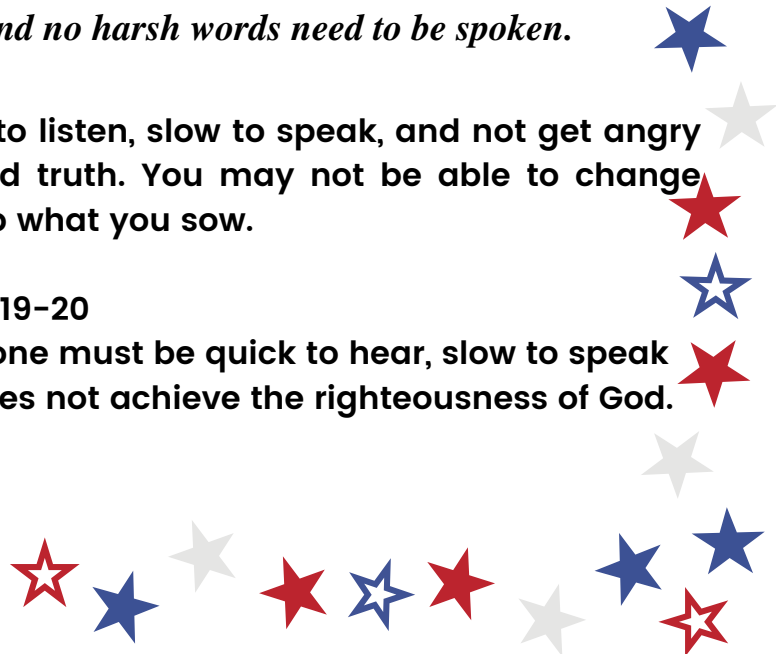 nd no harsh words need to be spoken.
to listen, slow to speak, and not get angry
d truth. You may not be able to change
what you sow.
19-20
one must be quick to hear, slow to speak
es not achieve the righteousness of God.